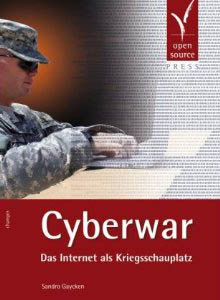 open
source
PRESS
Cyberwar
Das Internet als Kriegsschauplatz
Sandro Gaycken